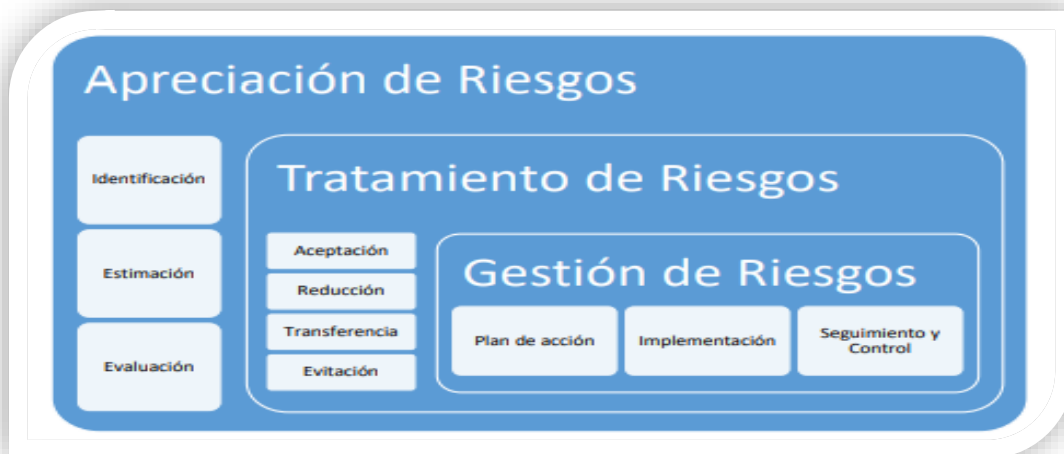 Apreciación de Riesgos
Identificación
Estimación
Evaluación
Tratamiento de Riesgos
Aceptación
Reducción
Transferencia
Evitación
Gestión de Riesgos
Plan de acción
Implementación
Seguimiento y
Control